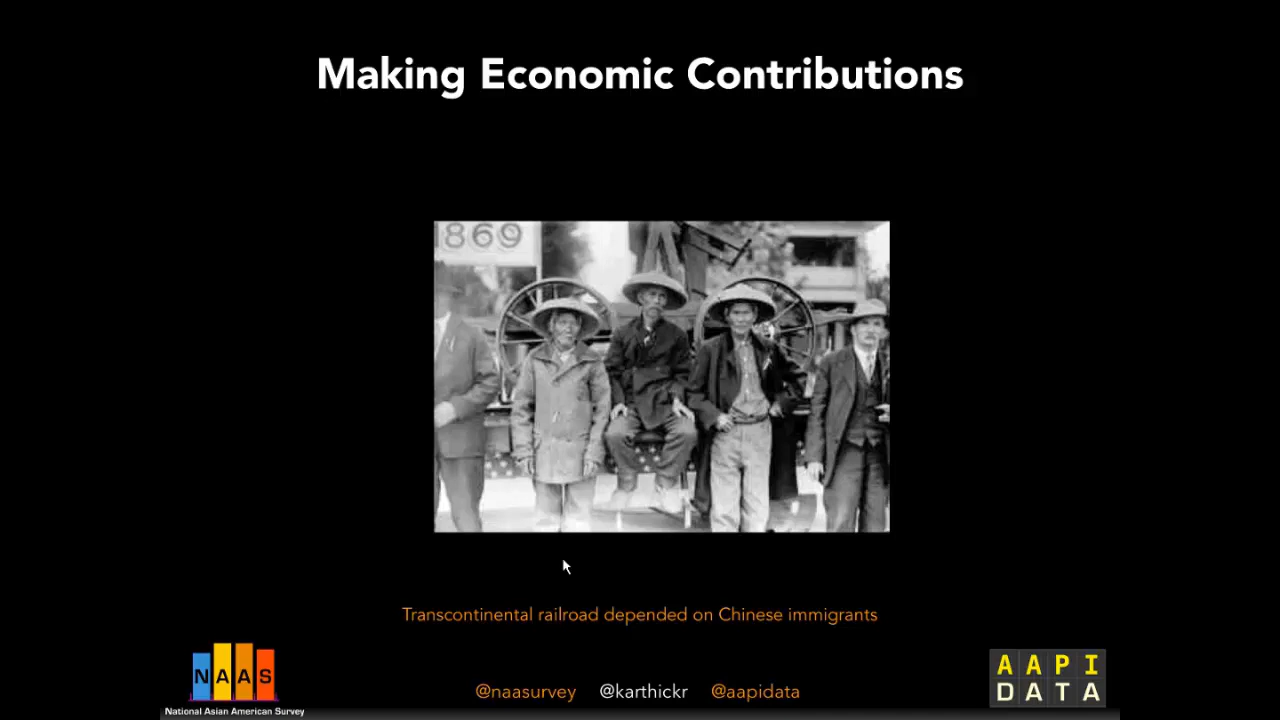 Making Economic Contributions
1869
Transcontinental railroad depended on Chinese immigrants
NAAS
National Asian American Survey
@naasurvey @karthickr @aapidata
AAPI
DATA